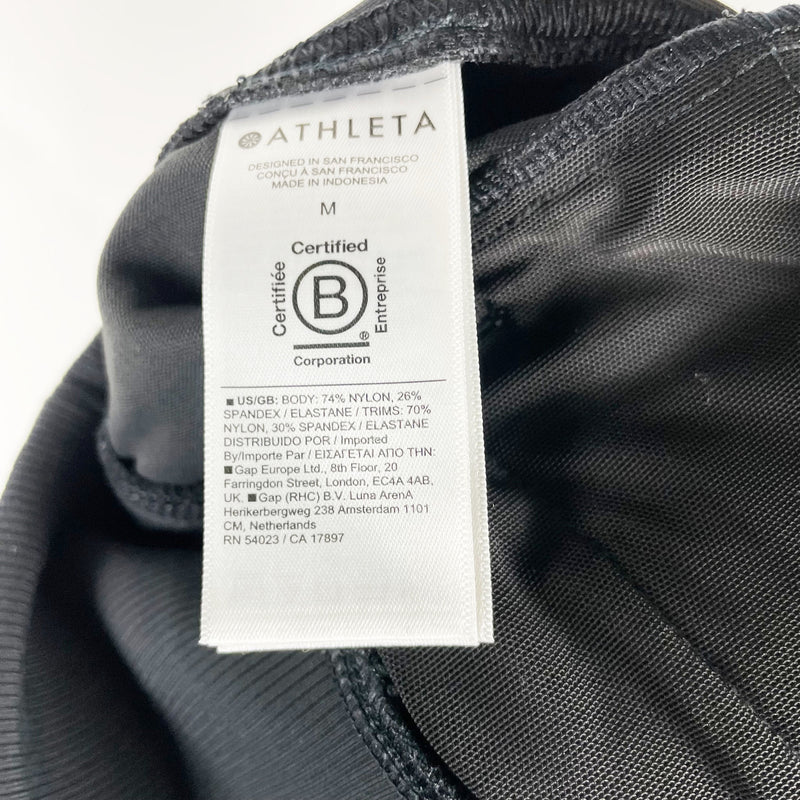 ATHLETA
DESIGNED IN SAN FRANCISCO
CONÇU À SAN FRANCISCO
MADE IN INDONESIA
M
Certified
Certifiée
B
Entreprise
®
Corporation
■ US/GB: BODY: 74% NYLON, 26%
SPANDEX / ELASTANE / TRIMS: 70%
NYLON, 30% SPANDEX / ELASTANE
DISTRIBUIDO POR / Imported
By/Importe Par / ΕΙΣΑΓΕΤΑΙ ΑΠΟ ΤΗΝ:
■ Gap Europe Ltd., 8th Floor, 20
Farringdon Street, London, EC4A 4AB,
UK. ■ Gap (RHC) B.V. Luna ArenA
Herikerbergweg 238 Amsterdam 1101
CM, Netherlands
RN 54023 / CA 17897